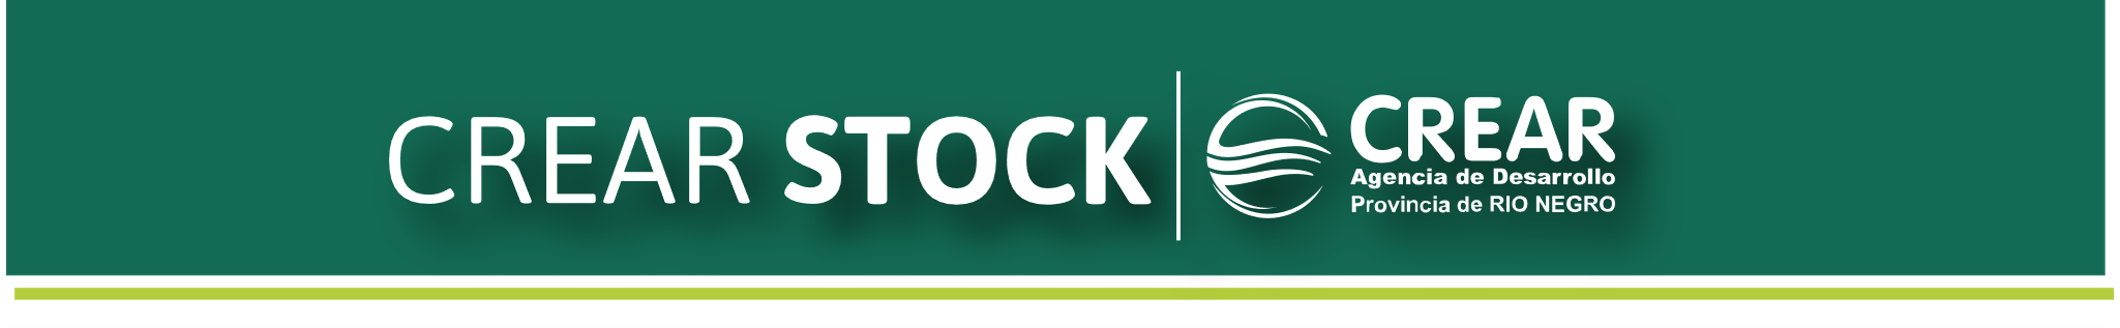 CREAR STOCK
CREAR
Agencia de Desarrollo
Provincia de RIO NEGRO